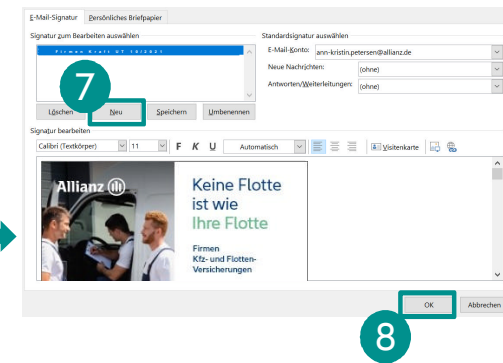 E-Mail-Signatur Persönliches Briefpapier
Signatur zum Bearbeiten auswählen
Standardsignatur auswählen
Firmen Kraft OT 10/2021
E-Mail-Konto: ann-kristin.petersen@allianz.de
Neue Nachrichten: (ohne)
Antworten/Weiterleitungen: (ohne)
7
Löschen Neu Speichern Umbenennen
Signatur bearbeiten
Calibri (Textkörper) 11 F K U Automatisch Visitenkarte
Allianz
Keine Flotte
ist wie
Ihre Flotte
Firmen
Kfz- und Flotten-
Versicherungen
OK Abbrechen
8